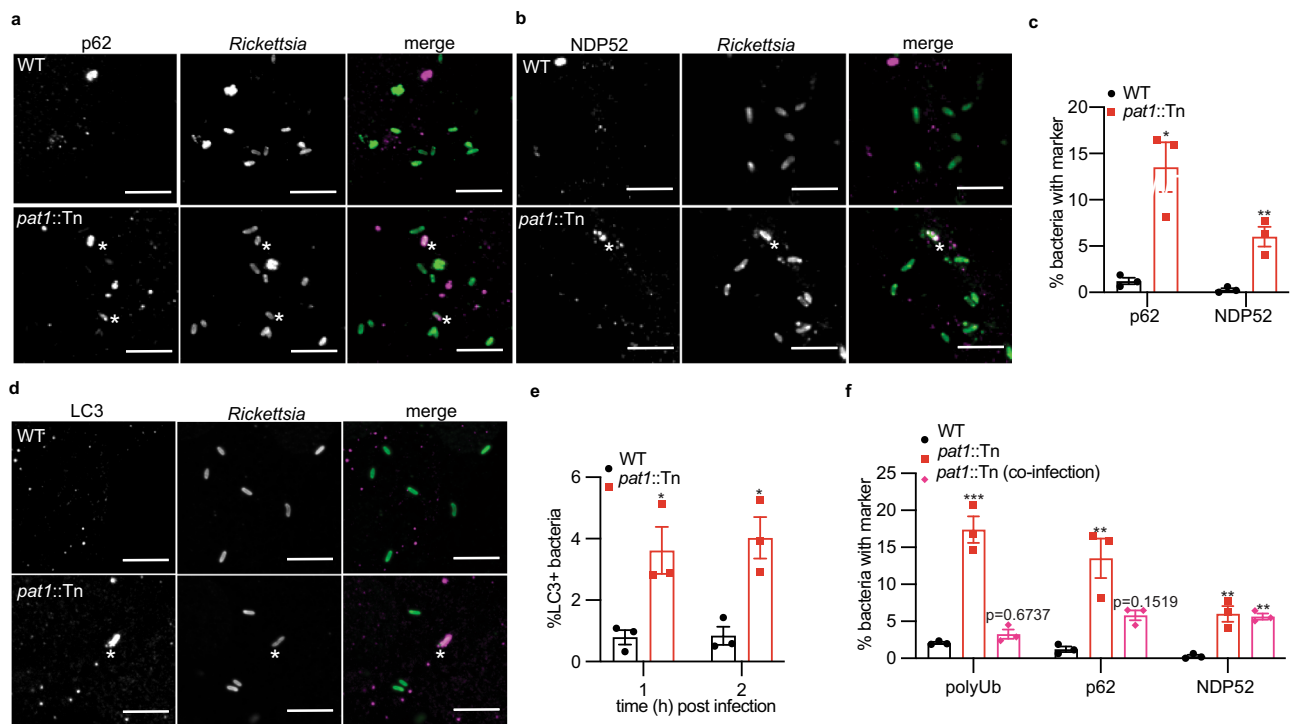 a
p62
Rickettsia
merge
WT
pat1::Tn
*
*
*
*
*
*
b
NDP52
Rickettsia
merge
WT
pat1::Tn
*
*
*
c
WT
pat1::Tn
% bacteria with marker
20
15
10
5
0
*
**
p62
NDP52
d
LC3
Rickettsia
merge
WT
pat1::Tn
*
*
*
e
WT
pat1::Tn
%LC3+ bacteria
6
4
2
0
*
*
1
2
time (h) post infection
f
WT
pat1::Tn
pat1::Tn (co-infection)
% bacteria with marker
25
20
15
10
5
0
***
p=0.6737
**
p=0.1519
**
**
polyUb
p62
NDP52